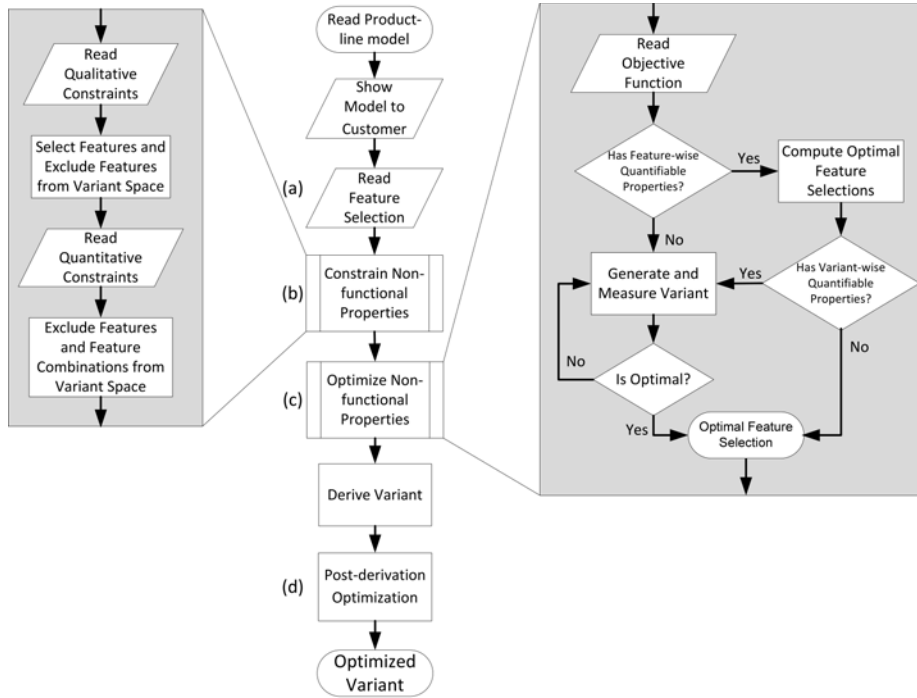 Read
Qualitative
Constraints
Select Features and
Exclude Features
from Variant Space
Read
Quantitative
Constraints
Exclude Features
and Feature
Combinations from
Variant Space
Read Product-
line model
Show
Model to
Customer
(a)
Read
Feature
Selection
(b)
Constrain Non-
functional
Properties
(c)
Optimize Non-
functional
Properties
Derive Variant
(d)
Post-derivation
Optimization
Optimized
Variant
Read
Objective
Function
Has Feature-wise
Quantifiable
Properties?
Yes
Compute Optimal
Feature
Selections
No
Generate and
Measure Variant
Yes
Has Variant-wise
Quantifiable
Properties?
No
Is Optimal?
No
Yes
Optimal Feature
Selection